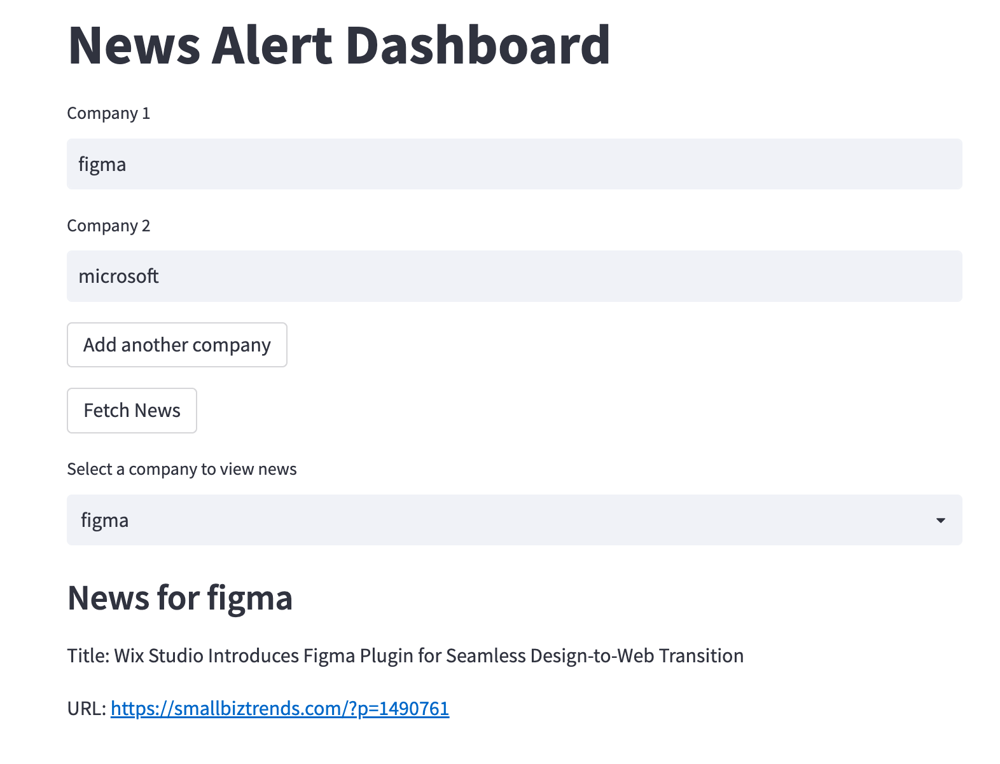 News Alert Dashboard
Company 1
figma
Company 2
microsoft
Add another company
Fetch News
Select a company to view news
figma
News for figma
Title: Wix Studio Introduces Figma Plugin for Seamless Design-to-Web Transition
URL: https://smallbiztrends.com/?p=1490761